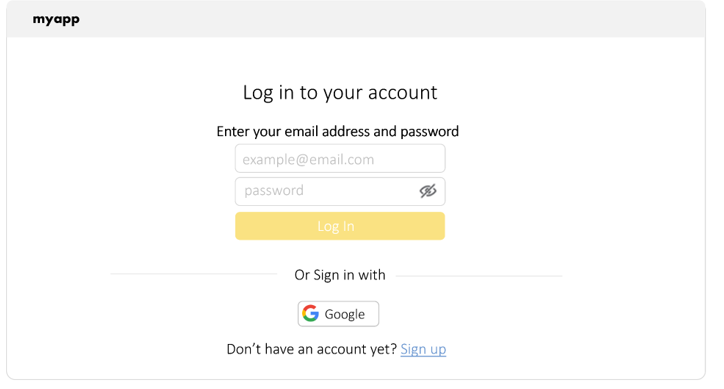 myapp
Log in to your account
Enter your email address and password
example@email.com
password
Log in
Or Sign in with
Google
Don’t have an account yet? Sign up